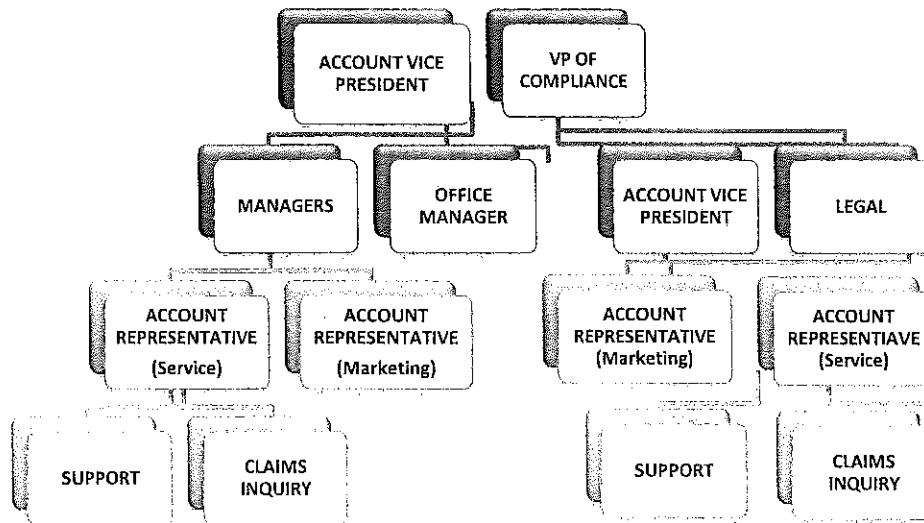 ACCOUNT VICE
PRESIDENT
VP OF
COMPLIANCE
MANAGERS
OFFICE
MANAGER
ACCOUNT VICE
PRESIDENT
LEGAL
ACCOUNT
REPRESENTATIVE
(Service)
ACCOUNT
REPRESENTATIVE
(Marketing)
ACCOUNT
REPRESENTATIVE
(Marketing)
ACCOUNT
REPRESENTIAVE
(Service)
SUPPORT
CLAIMS
INQUIRY
SUPPORT
CLAIMS
INQUIRY